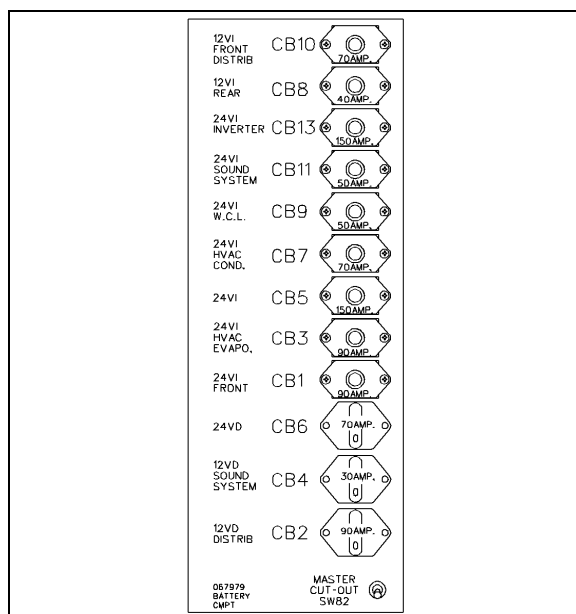 12VI
FRONT
DISTRIB
CB10
70AMP.
12VI
REAR
CB8
40AMP.
24VI
INVERTER
CB13
150AMP.
24VI
SOUND
SYSTEM
CB11
50AMP.
24VI
W.C.L.
CB9
50AMP.
24VI
HVAC
COND.
CB7
70AMP.
24VI
CB5
150AMP.
24VI
HVAC
EVAPO.
CB3
90AMP.
24VI
FRONT
CB1
90AMP.
24VD
CB6
70AMP.
12VD
SOUND
SYSTEM
CB4
30AMP.
12VD
DISTRIB
CB2
90AMP.
067979
BATTERY
CMPT
MASTER
CUT-OUT
SW82